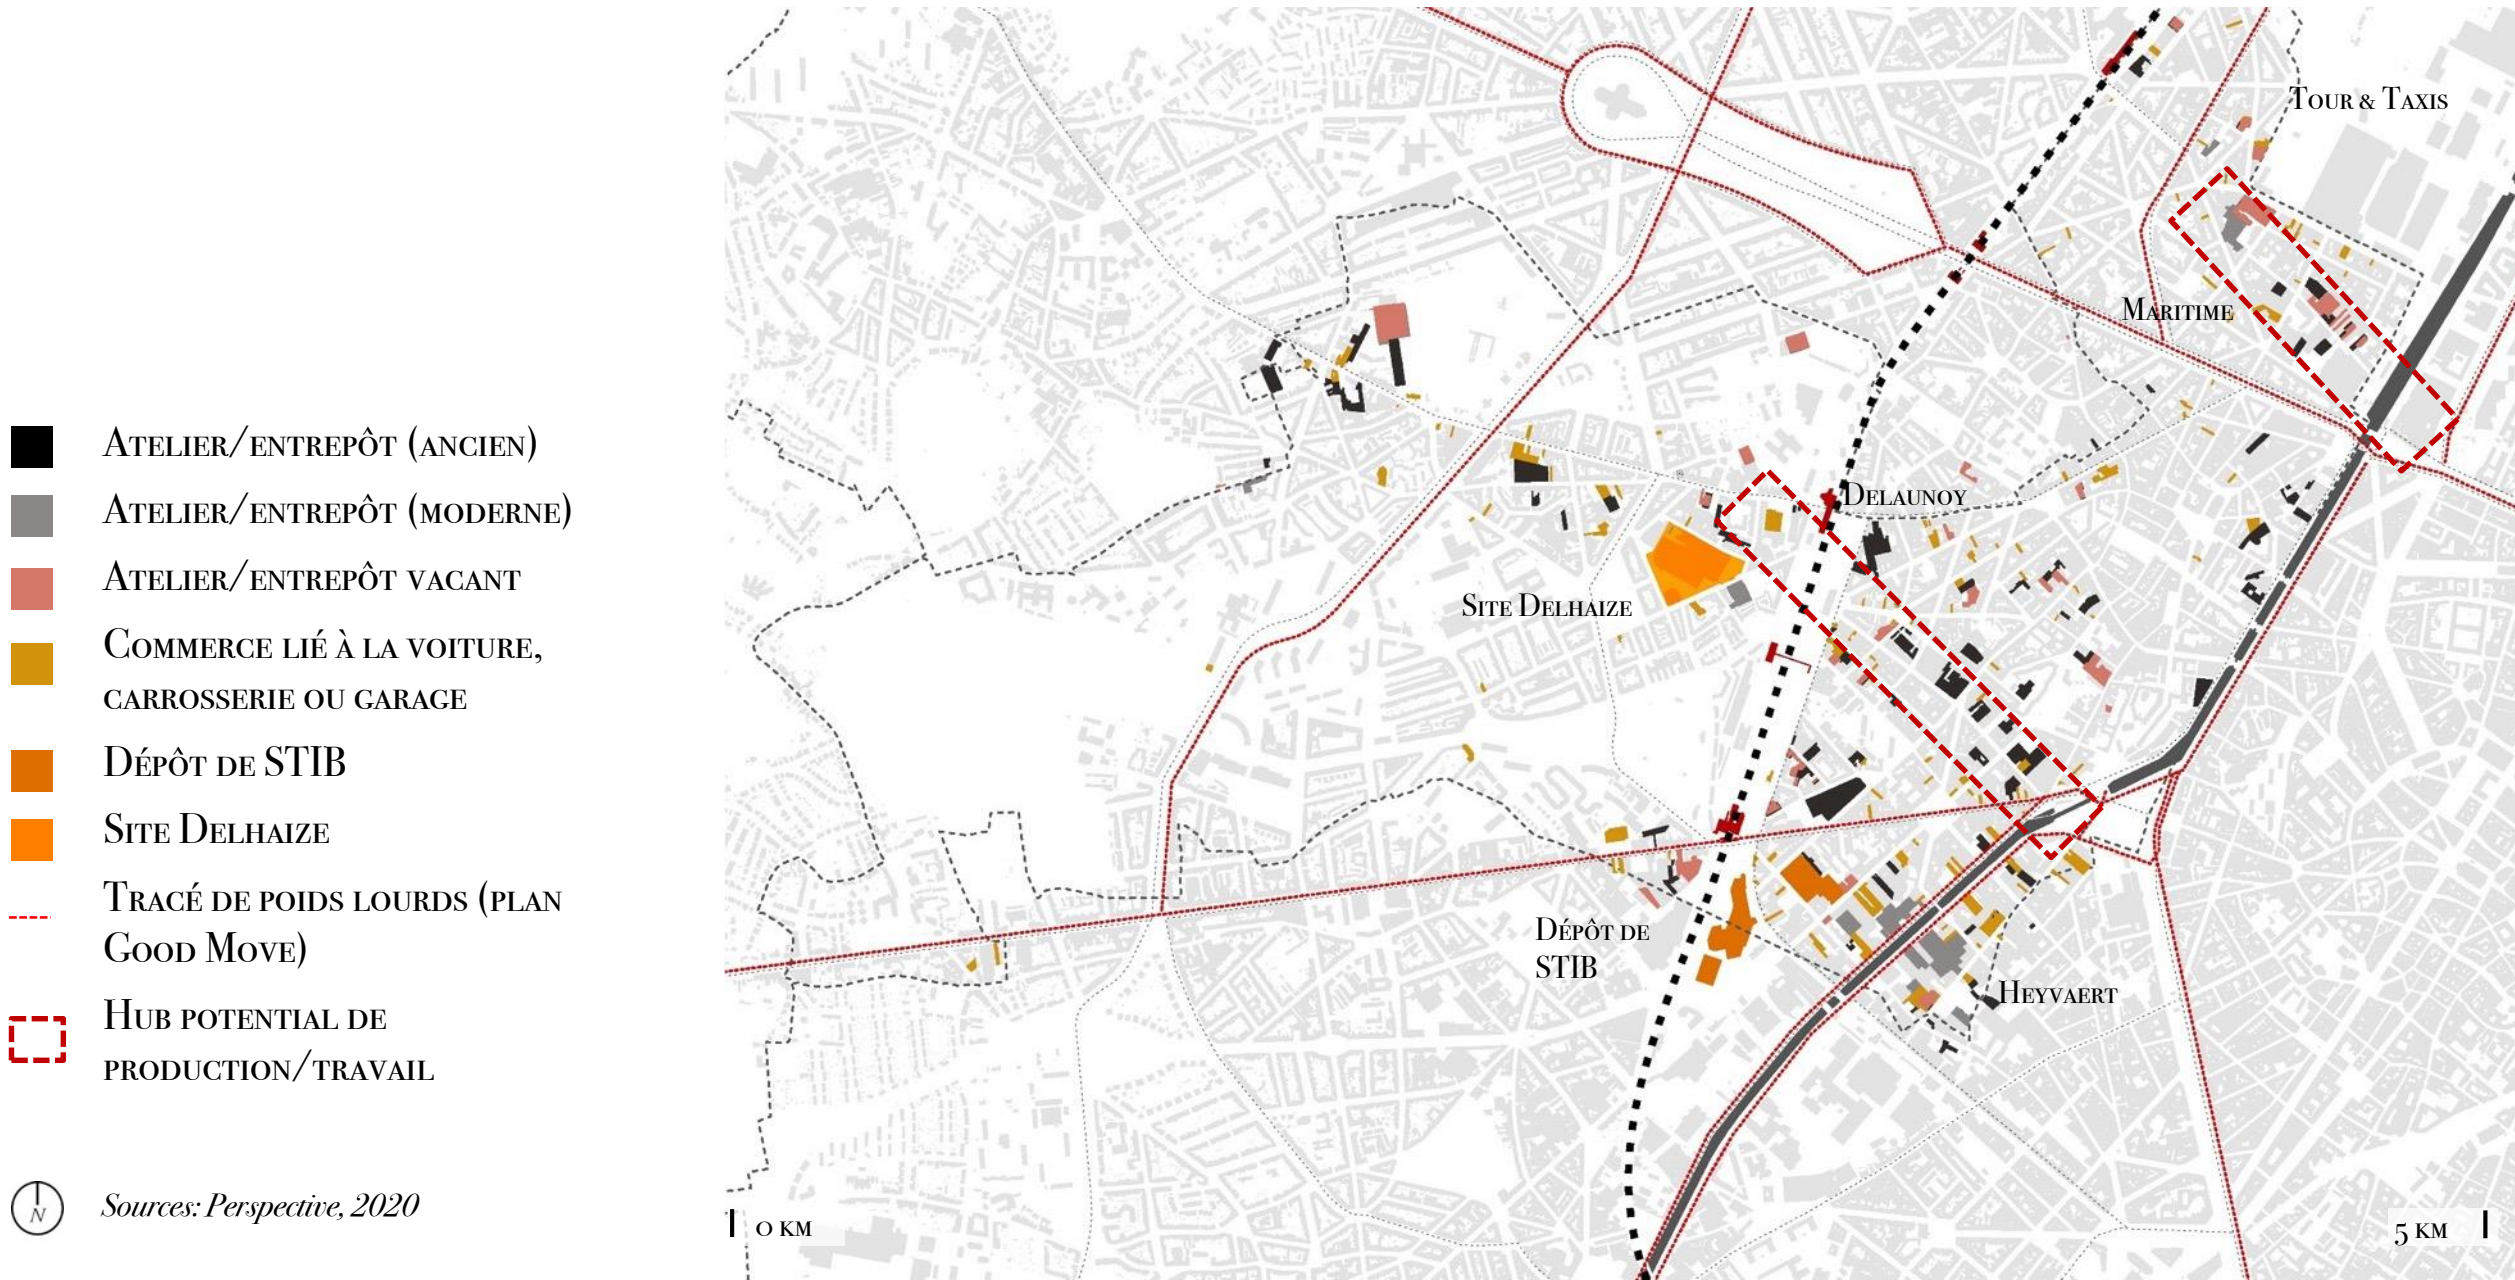 Atelier/entrepôt (ancien)
Atelier/entrepôt (moderne)
Atelier/entrepôt vacant
Commerce lié à la voiture,
carrosserie ou garage
Dépôt de STIB
Site Delhaize
Tracé de poids lourds (plan
Good Move)
Hub potential de
production/travail
N
Sources: Perspective, 2020
Tour & Taxis
Maritime
Delaunoy
Site Delhaize
Dépôt de
STIB
Heyvaert
0 km
5 km